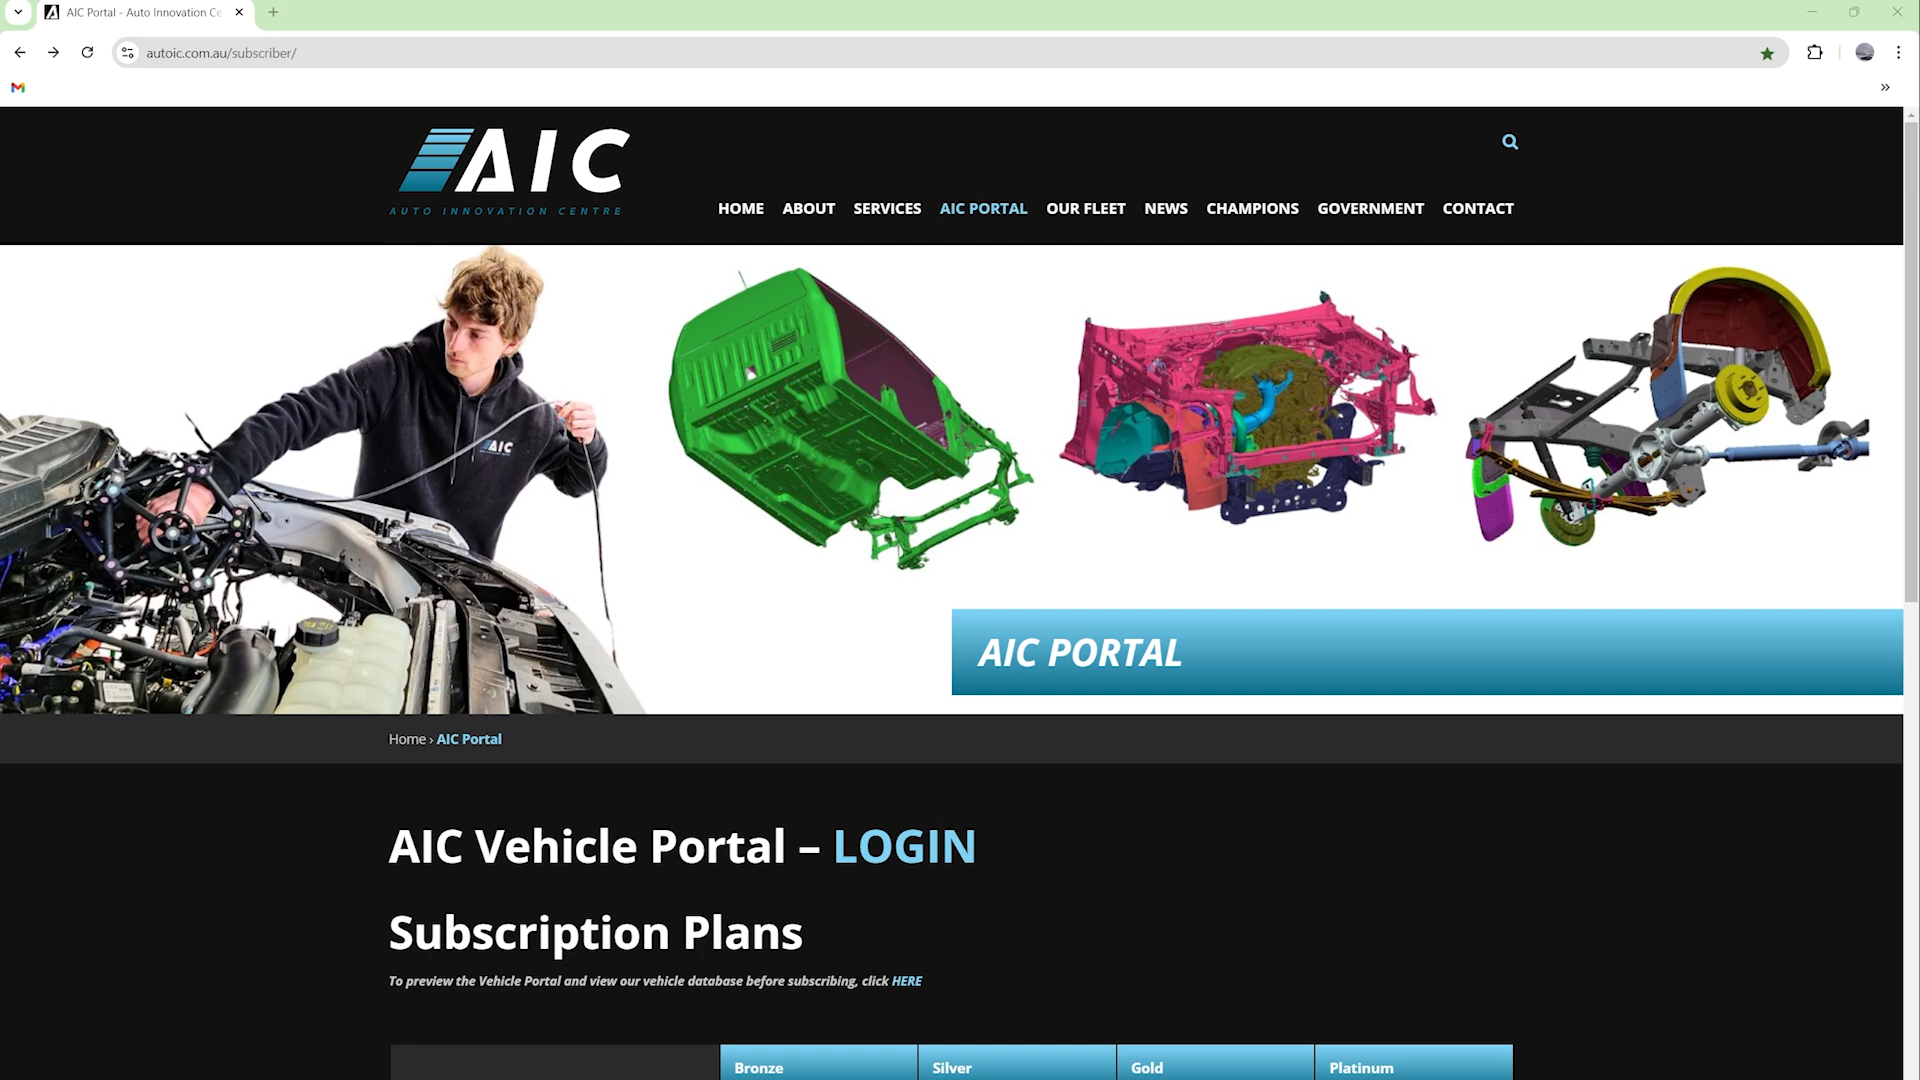 AIC Portal - Auto Innovation Ce
autoic.com.au/subscriber/
AIC
AUTO INNOVATION CENTRE
HOME ABOUT SERVICES AIC PORTAL OUR FLEET NEWS CHAMPIONS GOVERNMENT CONTACT
AIC
AIC PORTAL
Home › AIC Portal
AIC Vehicle Portal – LOGIN
Subscription Plans
To preview the Vehicle Portal and view our vehicle database before subscribing, click HERE
Bronze Silver Gold Platinum